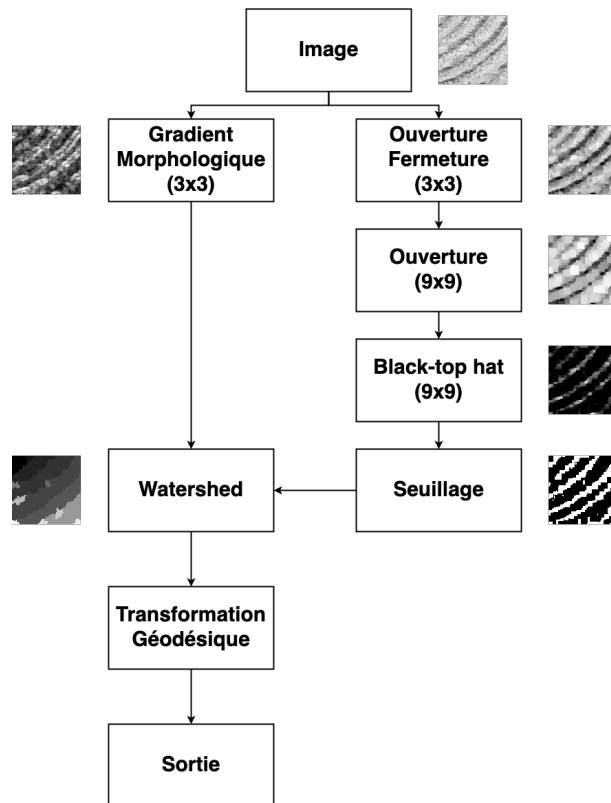 Image
Gradient
Morphologique
(3x3)
Ouverture
Fermeture
(3x3)
Ouverture
(9x9)
Black-top hat
(9x9)
Watershed
Seuillage
Transformation
Géodésique
Sortie